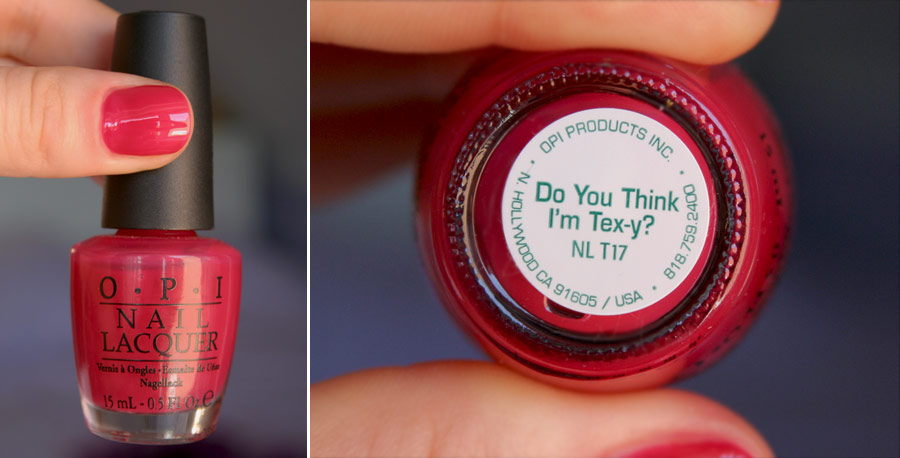 O·P·I
NAIL
LACQUER
Vernis à Ongles·Esmalte de Uñas
Nagellack
15 mL - 0.5 Fl Oz ℮
OPI PRODUCTS INC.
Do You Think
I'm Tex-y?
NL T17
N. HOLLYWOOD CA 91605 / USA • 818.759.2400